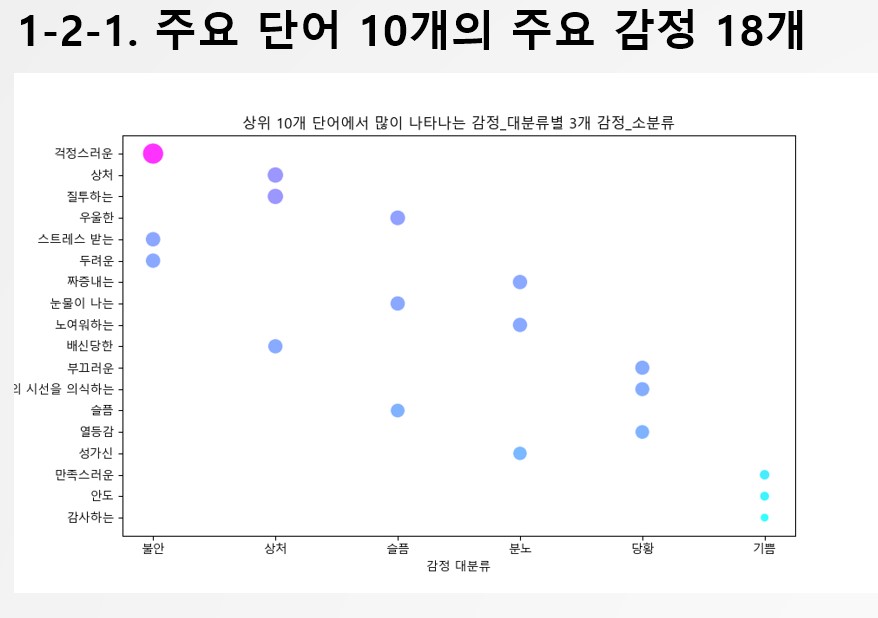 1-2-1. 주요 단어 10개의 주요 감정 18개
상위 10개 단어에서 많이 나타나는 감정_대분류별 3개 감정_소분류
걱정스러운
상처
질투하는
우울한
스트레스 받는
두려운
짜증내는
눈물이 나는
노여워하는
배신당한
부끄러운
시선을 의식하는
슬픔
열등감
성가신
만족스러운
안도
감사하는
불안 상처 슬픔 분노 당황 기쁨
감정 대분류